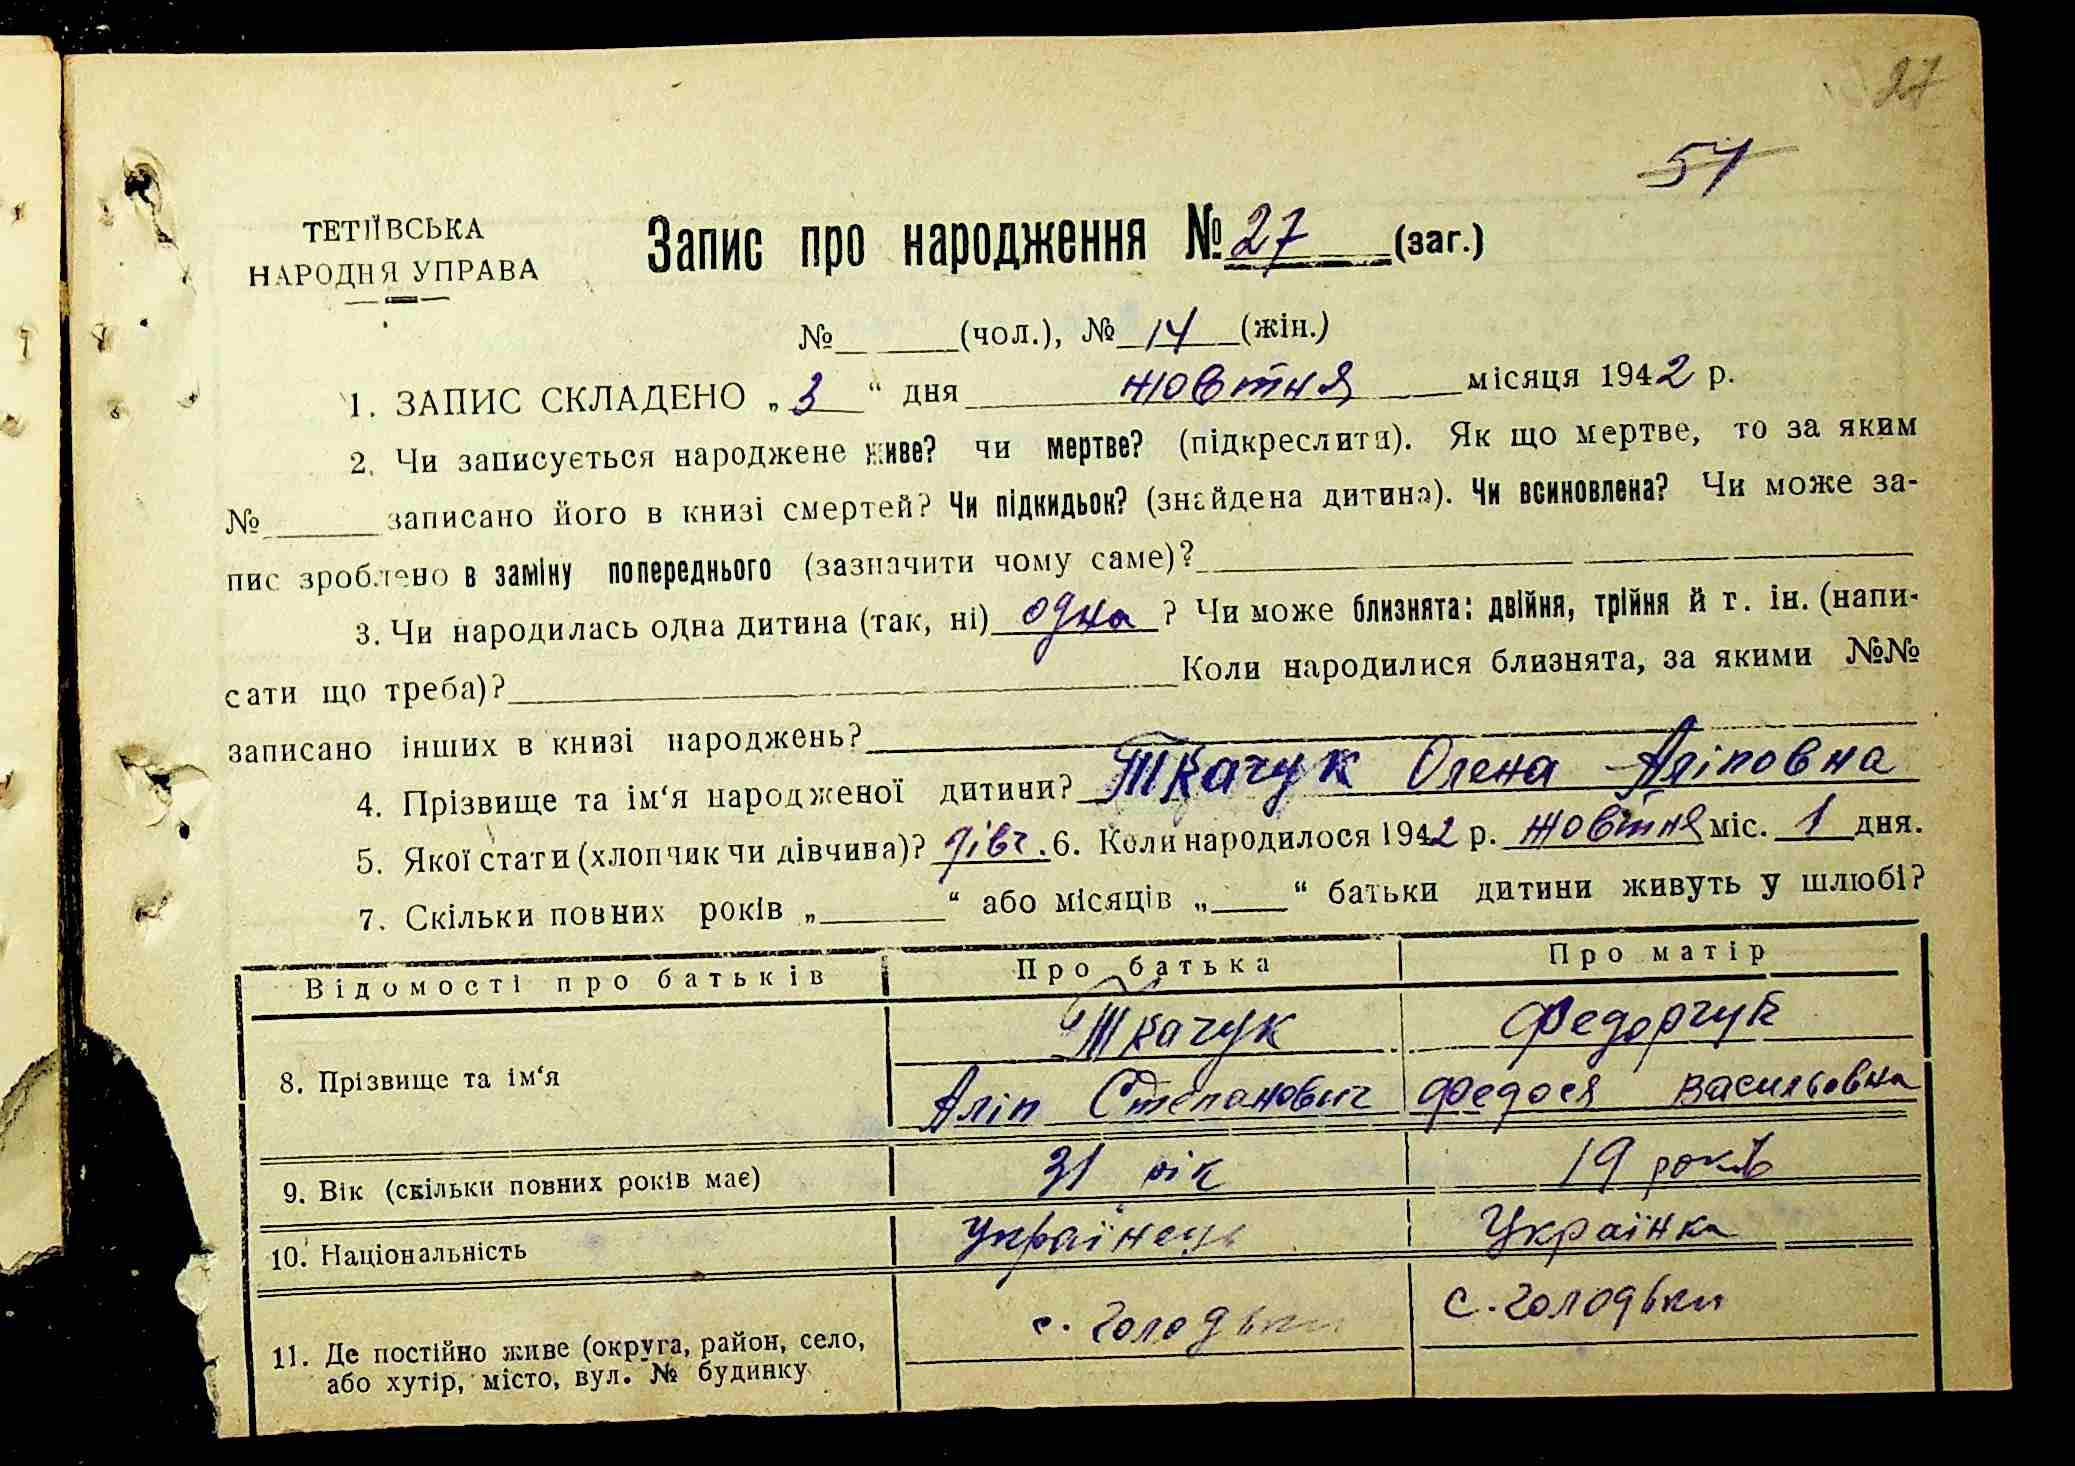 27
51
ТЕТІЇВСЬКА
НАРОДНЯ УПРАВА
Запис про народження № 27 (заг.)
№ (чол.), № 14 (жін.)
1. ЗАПИС СКЛАДЕНО „3“ дня жовтня місяця 1942 р.
2. Чи записується народжене живе? чи мертве? (підкреслити). Як що мертве, то за яким
№ записано його в книзі смертей? Чи підкидьок? (знайдена дитина). Чи всиновлена? Чи може за-
пис зроблено в заміну попереднього (зазначити чому саме)?
3. Чи народилась одна дитина (так, ні) одна ? Чи може близнята: двійня, трійня й т. ін. (напи-
сати що треба)? Коли народилися близнята, за якими №№
записано інших в книзі народжень?
4. Прізвище та ім‘я народженої дитини? Ткачук Олена Аліповна
5. Якої статі (хлопчик чи дівчина)? дівч. 6. Коли народилося 1942 р. жовтня міс. 1 дня.
7. Скільки повних років „ “ або місяців „ “ батьки дитини живуть у шлюбі?
Відомості про батьків Про батька Про матір
8. Прізвище та ім‘я Ткачук Федорчук
Аліп Степанович Федося Васильовна
9. Вік (скільки повних років має) 31 рік 19 років
10. Національність Українець Українка
11. Де постійно живе (округа, район, село, с. Голодьки с. Голодьки
або хутір, місто, вул. № будинку